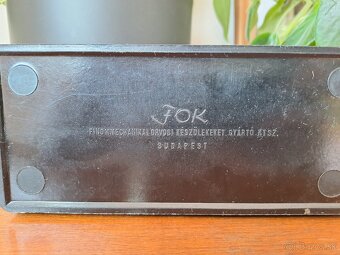 FOK
FINOMMECHANIKAI ORVOSI KÉSZÜLÉKEKET GYÁRTÓ KTSZ.
BUDAPEST